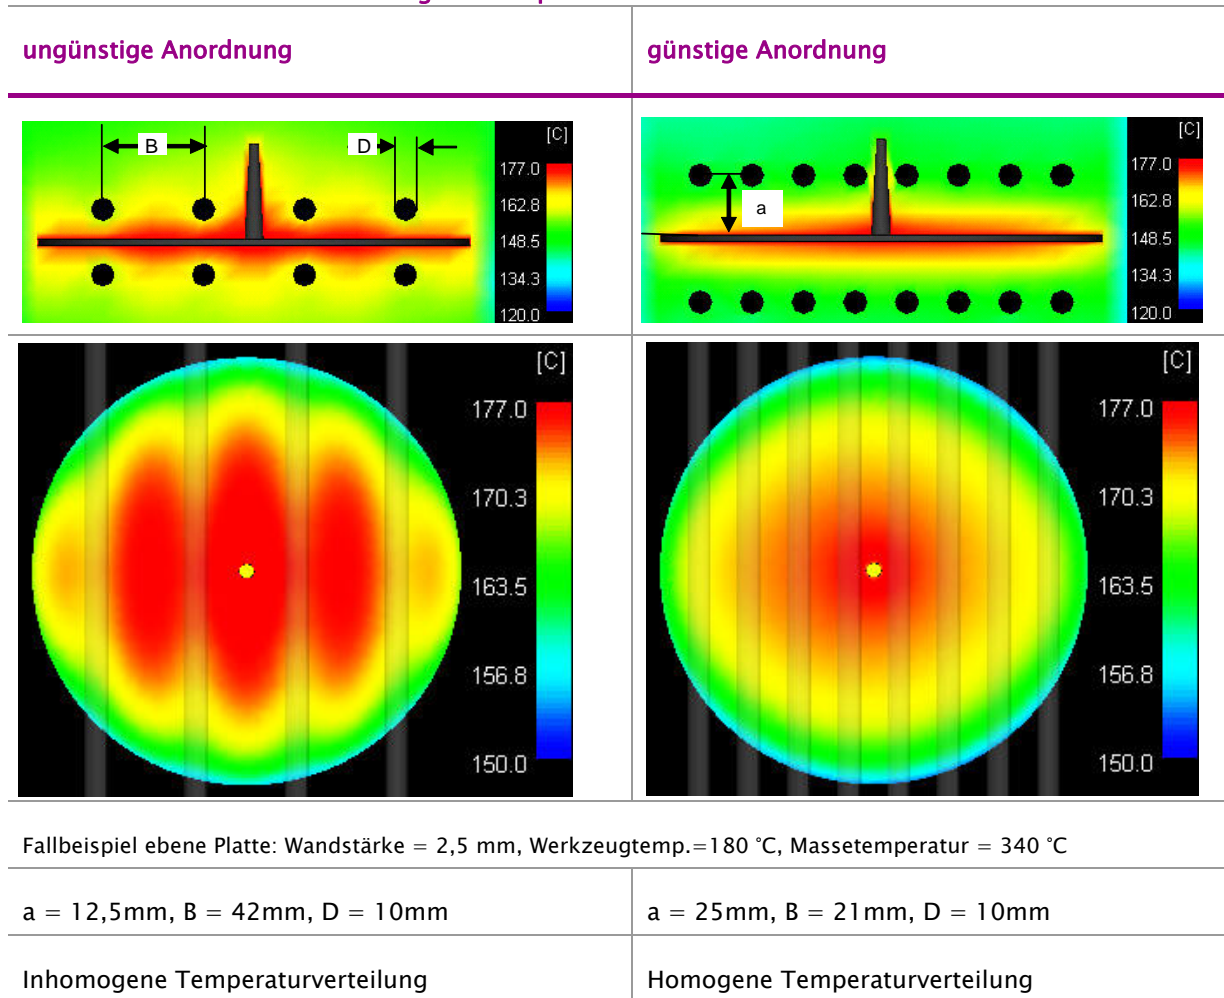 ungünstige Anordnung
günstige Anordnung
B
D
[C]
177.0
162.8
148.5
134.3
120.0
a
[C]
177.0
162.8
148.5
134.3
120.0
[C]
177.0
170.3
163.5
156.8
150.0
[C]
177.0
170.3
163.5
156.8
150.0
Fallbeispiel ebene Platte: Wandstärke = 2,5 mm, Werkzeugtemp.=180 °C, Massetemperatur = 340 °C
a = 12,5mm, B = 42mm, D = 10mm
a = 25mm, B = 21mm, D = 10mm
Inhomogene Temperaturverteilung
Homogene Temperaturverteilung